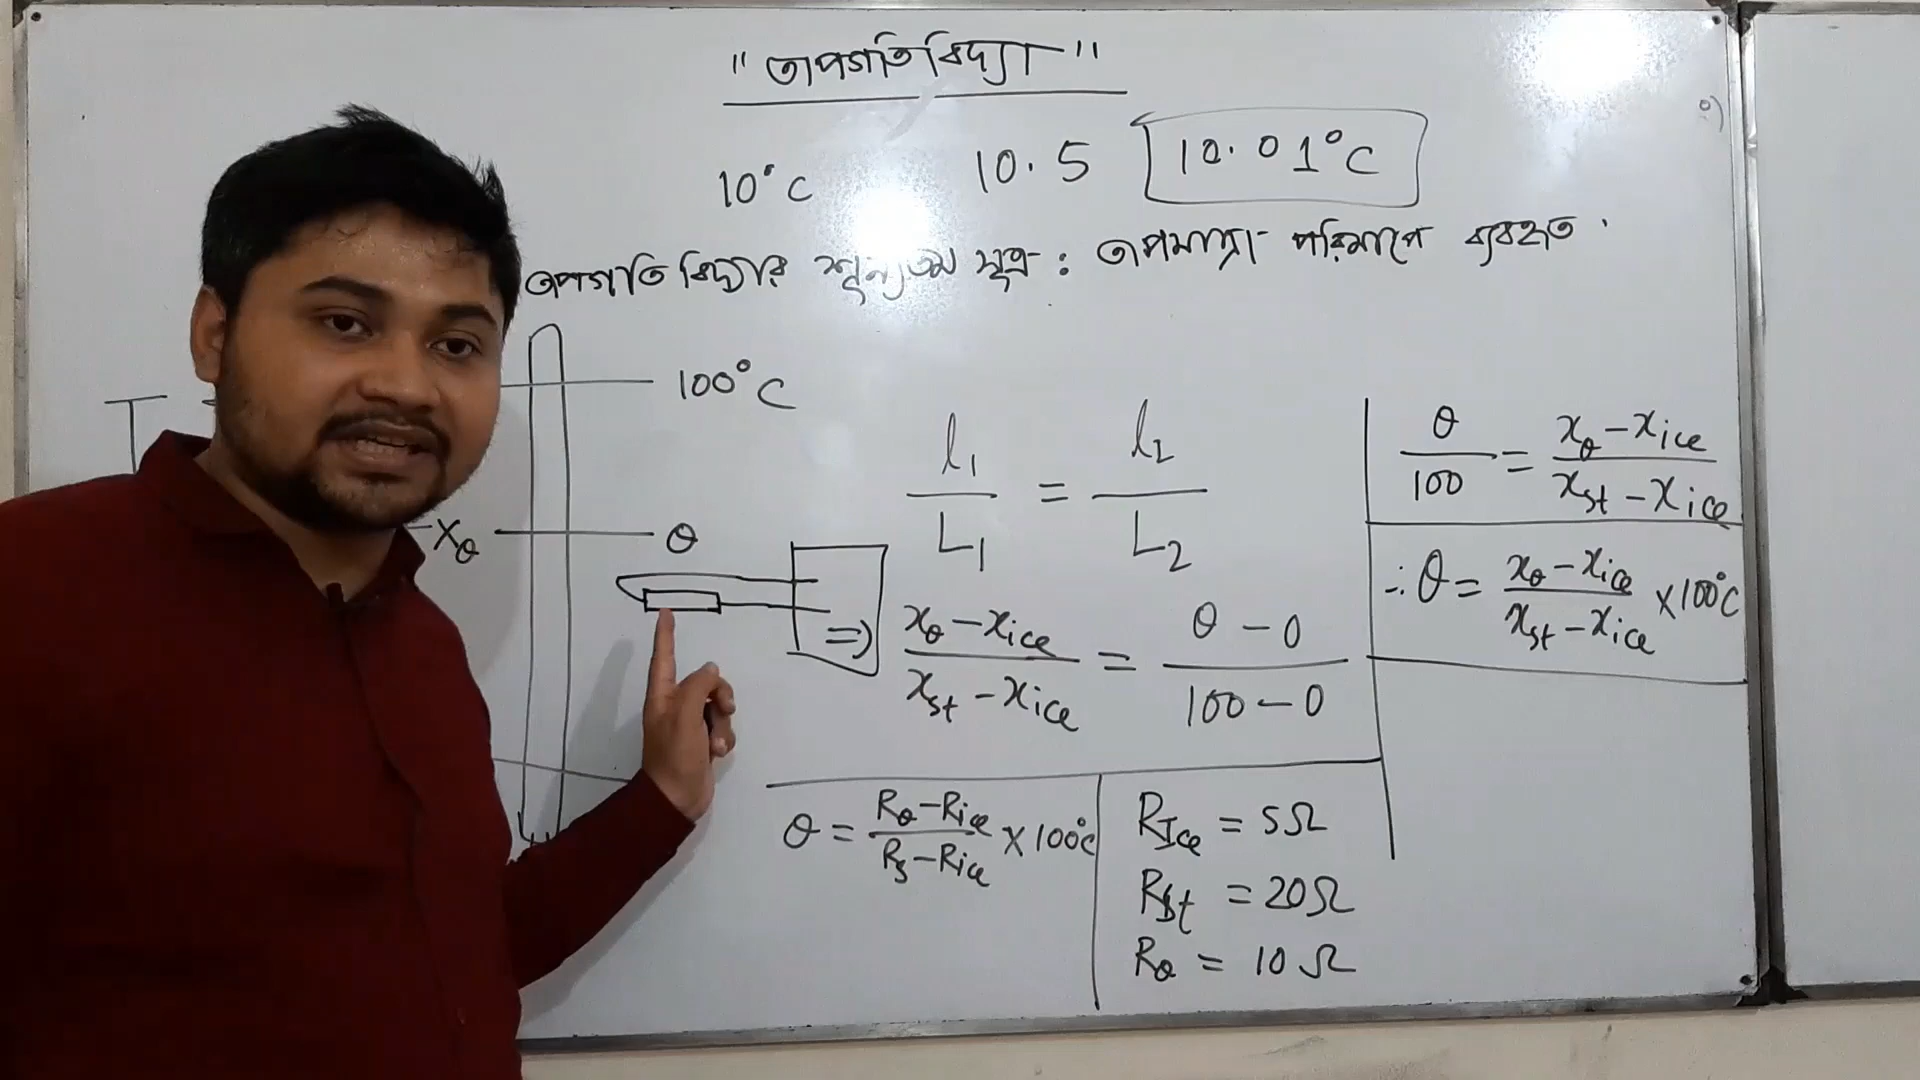 " তাপগতিবিদ্যা "
10°C 10.5 10.01°C
তাপগতিবিদ্যার শূন্যতম সূত্র : তাপমাত্রা পরিমাপে ব্যবহৃত .
100°C
Xθ θ
l₁/L₁ = l₂/L₂
⇒ (xθ - xice)/(xst - xice) = (θ - 0)/(100 - 0)
θ/100 = (xθ - xice)/(xst - xice)
∴ θ = (xθ - xice)/(xst - xice) × 100°C
θ = (Rθ - Rice)/(Rs - Rice) × 100°C
RIce = 5Ω
Rst = 20Ω
Rθ = 10Ω